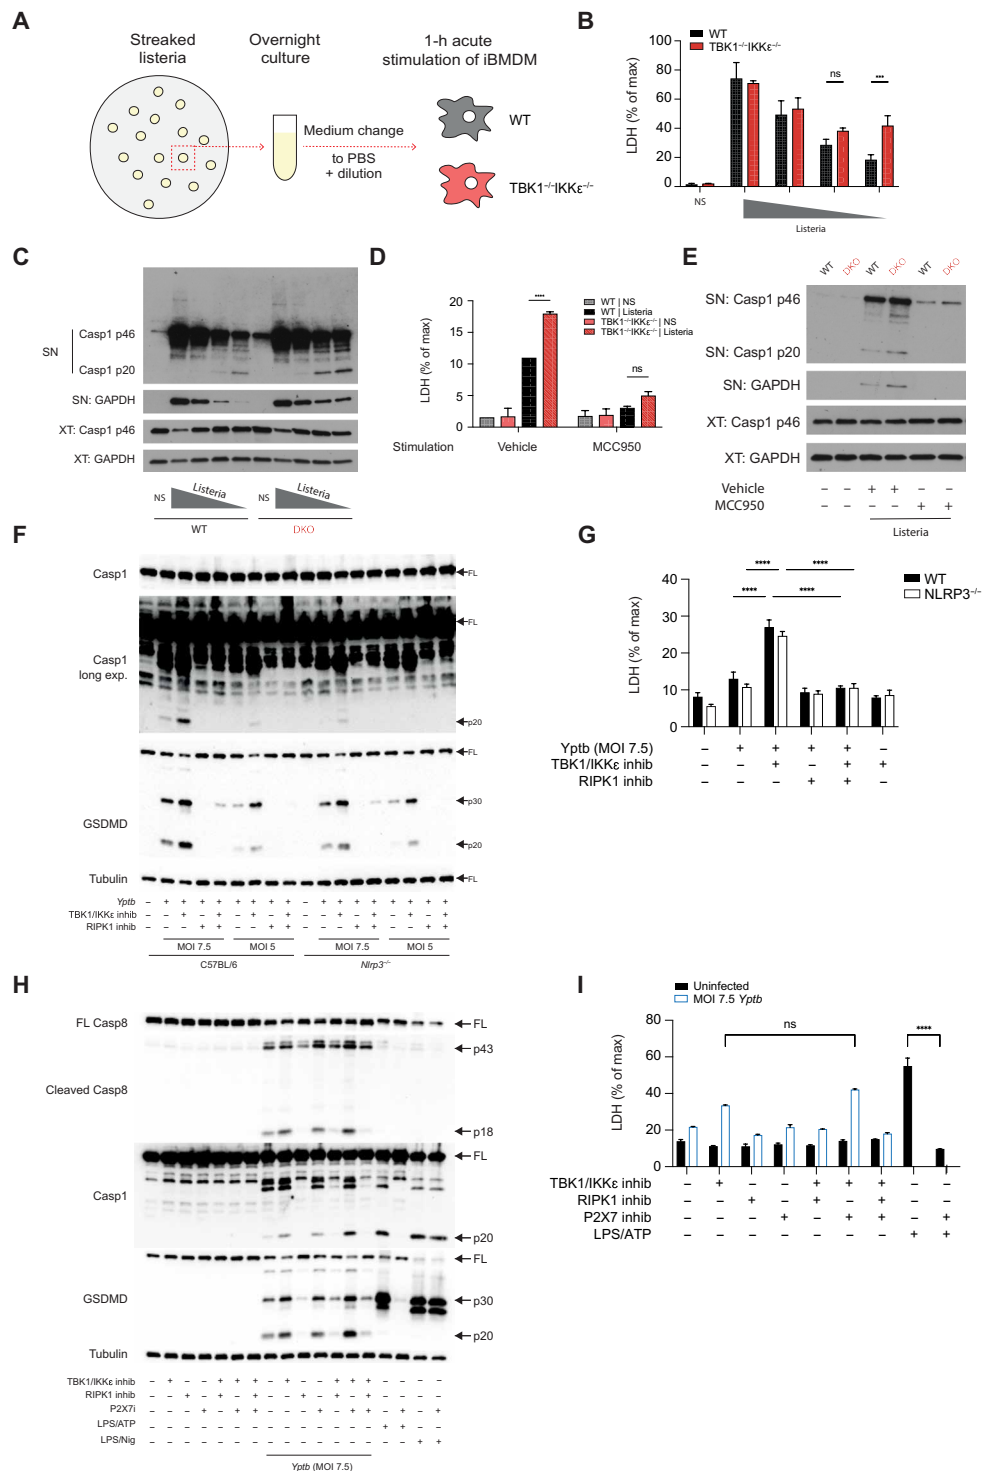 A
Streaked
listeria
Overnight
culture
1-h acute
stimulation of iBMDM
Medium change
to PBS
+ dilution
WT
TBK1⁻/⁻IKKε⁻/⁻
B
WT
TBK1⁻/⁻IKKε⁻/⁻
LDH (% of max)
100
80
60
40
20
0
ns
***
NS
Listeria
C
SN
Casp1 p46
Casp1 p20
SN: GAPDH
XT: Casp1 p46
XT: GAPDH
NS Listeria NS Listeria
WT DKO
D
LDH (% of max)
20
15
10
5
0
****
ns
WT | NS
WT | Listeria
TBK1⁻/⁻IKKε⁻/⁻ | NS
TBK1⁻/⁻IKKε⁻/⁻ | Listeria
Stimulation Vehicle MCC950
E
WT DKO WT DKO WT DKO
SN: Casp1 p46
SN: Casp1 p20
SN: GAPDH
XT: Casp1 p46
XT: GAPDH
Vehicle – – + + – –
MCC950 – – – – + +
Listeria
F
Casp1 FL
Casp1
long exp.
FL
p20
GSDMD
FL
p30
p20
Tubulin FL
Yptb – + + + + + + + + – + + + + + + + +
TBK1/IKKε inhib – – + – + – + – + – – + – + – + – +
RIPK1 inhib – – – + + – – + + – – – + + – – + +
MOI 7.5 MOI 5 MOI 7.5 MOI 5
C57BL/6 Nlrp3⁻/⁻
G
WT
NLRP3⁻/⁻
LDH (% of max)
40
30
20
10
0
**** ****
**** ****
Yptb (MOI 7.5) – + + + + –
TBK1/IKKε inhib – – + – + +
RIPK1 inhib – – – + + –
H
FL Casp8 FL
p43
Cleaved Casp8
p18
FL
Casp1
p20
FL
GSDMD p30
p20
Tubulin
TBK1/IKKε inhib – + – – + + + – + – – + + + – – – –
RIPK1 inhib – – + – + – + – – + – + – + – – – –
P2X7i – – – + – + + – – – + – + + – + – +
LPS/ATP – – – – – – – – – – – – – – + + – –
LPS/Nig – – – – – – – – – – – – – – – – + +
Yptb (MOI 7.5)
I
Uninfected
MOI 7.5 Yptb
LDH (% of max)
80
60
40
20
0
ns
****
TBK1/IKKε inhib – + – – + + + – –
RIPK1 inhib – – + – + – + – –
P2X7 inhib – – – + – + + – +
LPS/ATP – – – – – – – + +